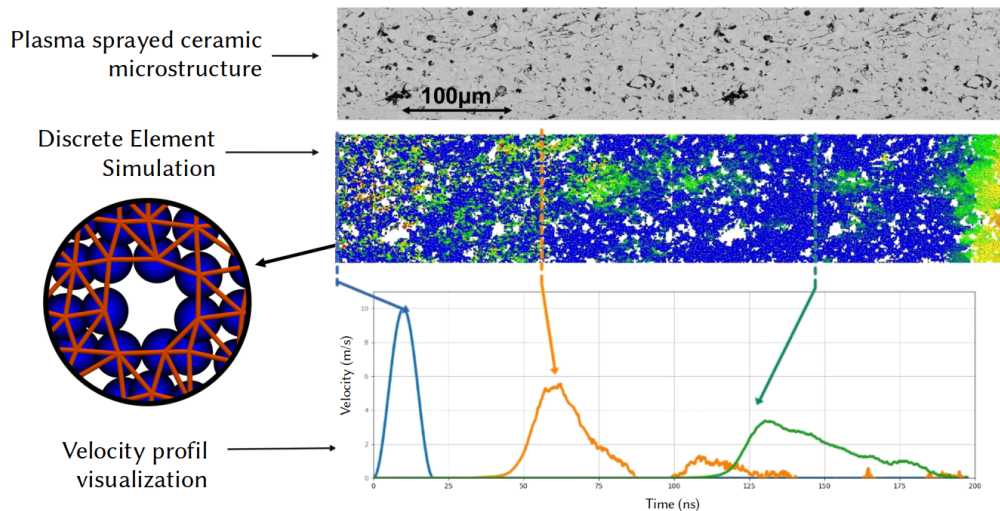 Plasma sprayed ceramic
microstructure
100µm
Discrete Element
Simulation
Velocity profil
visualization
Velocity (m/s)
10
8
6
4
2
0
0
25
50
75
100
125
150
175
200
Time (ns)